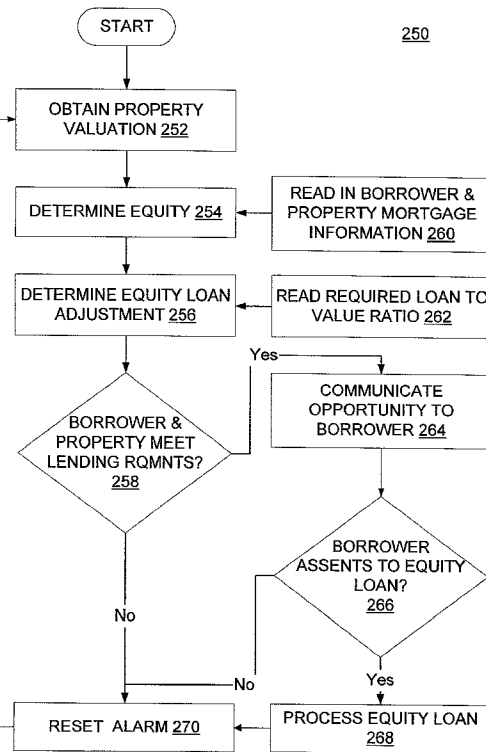 START
250
OBTAIN PROPERTY
VALUATION 252
DETERMINE EQUITY 254
READ IN BORROWER &
PROPERTY MORTGAGE
INFORMATION 260
DETERMINE EQUITY LOAN
ADJUSTMENT 256
READ REQUIRED LOAN TO
VALUE RATIO 262
Yes
BORROWER &
PROPERTY MEET
LENDING RQMNTS?
258
COMMUNICATE
OPPORTUNITY TO
BORROWER 264
BORROWER
ASSENTS TO EQUITY
LOAN?
266
No
No
Yes
RESET ALARM 270
PROCESS EQUITY LOAN
268